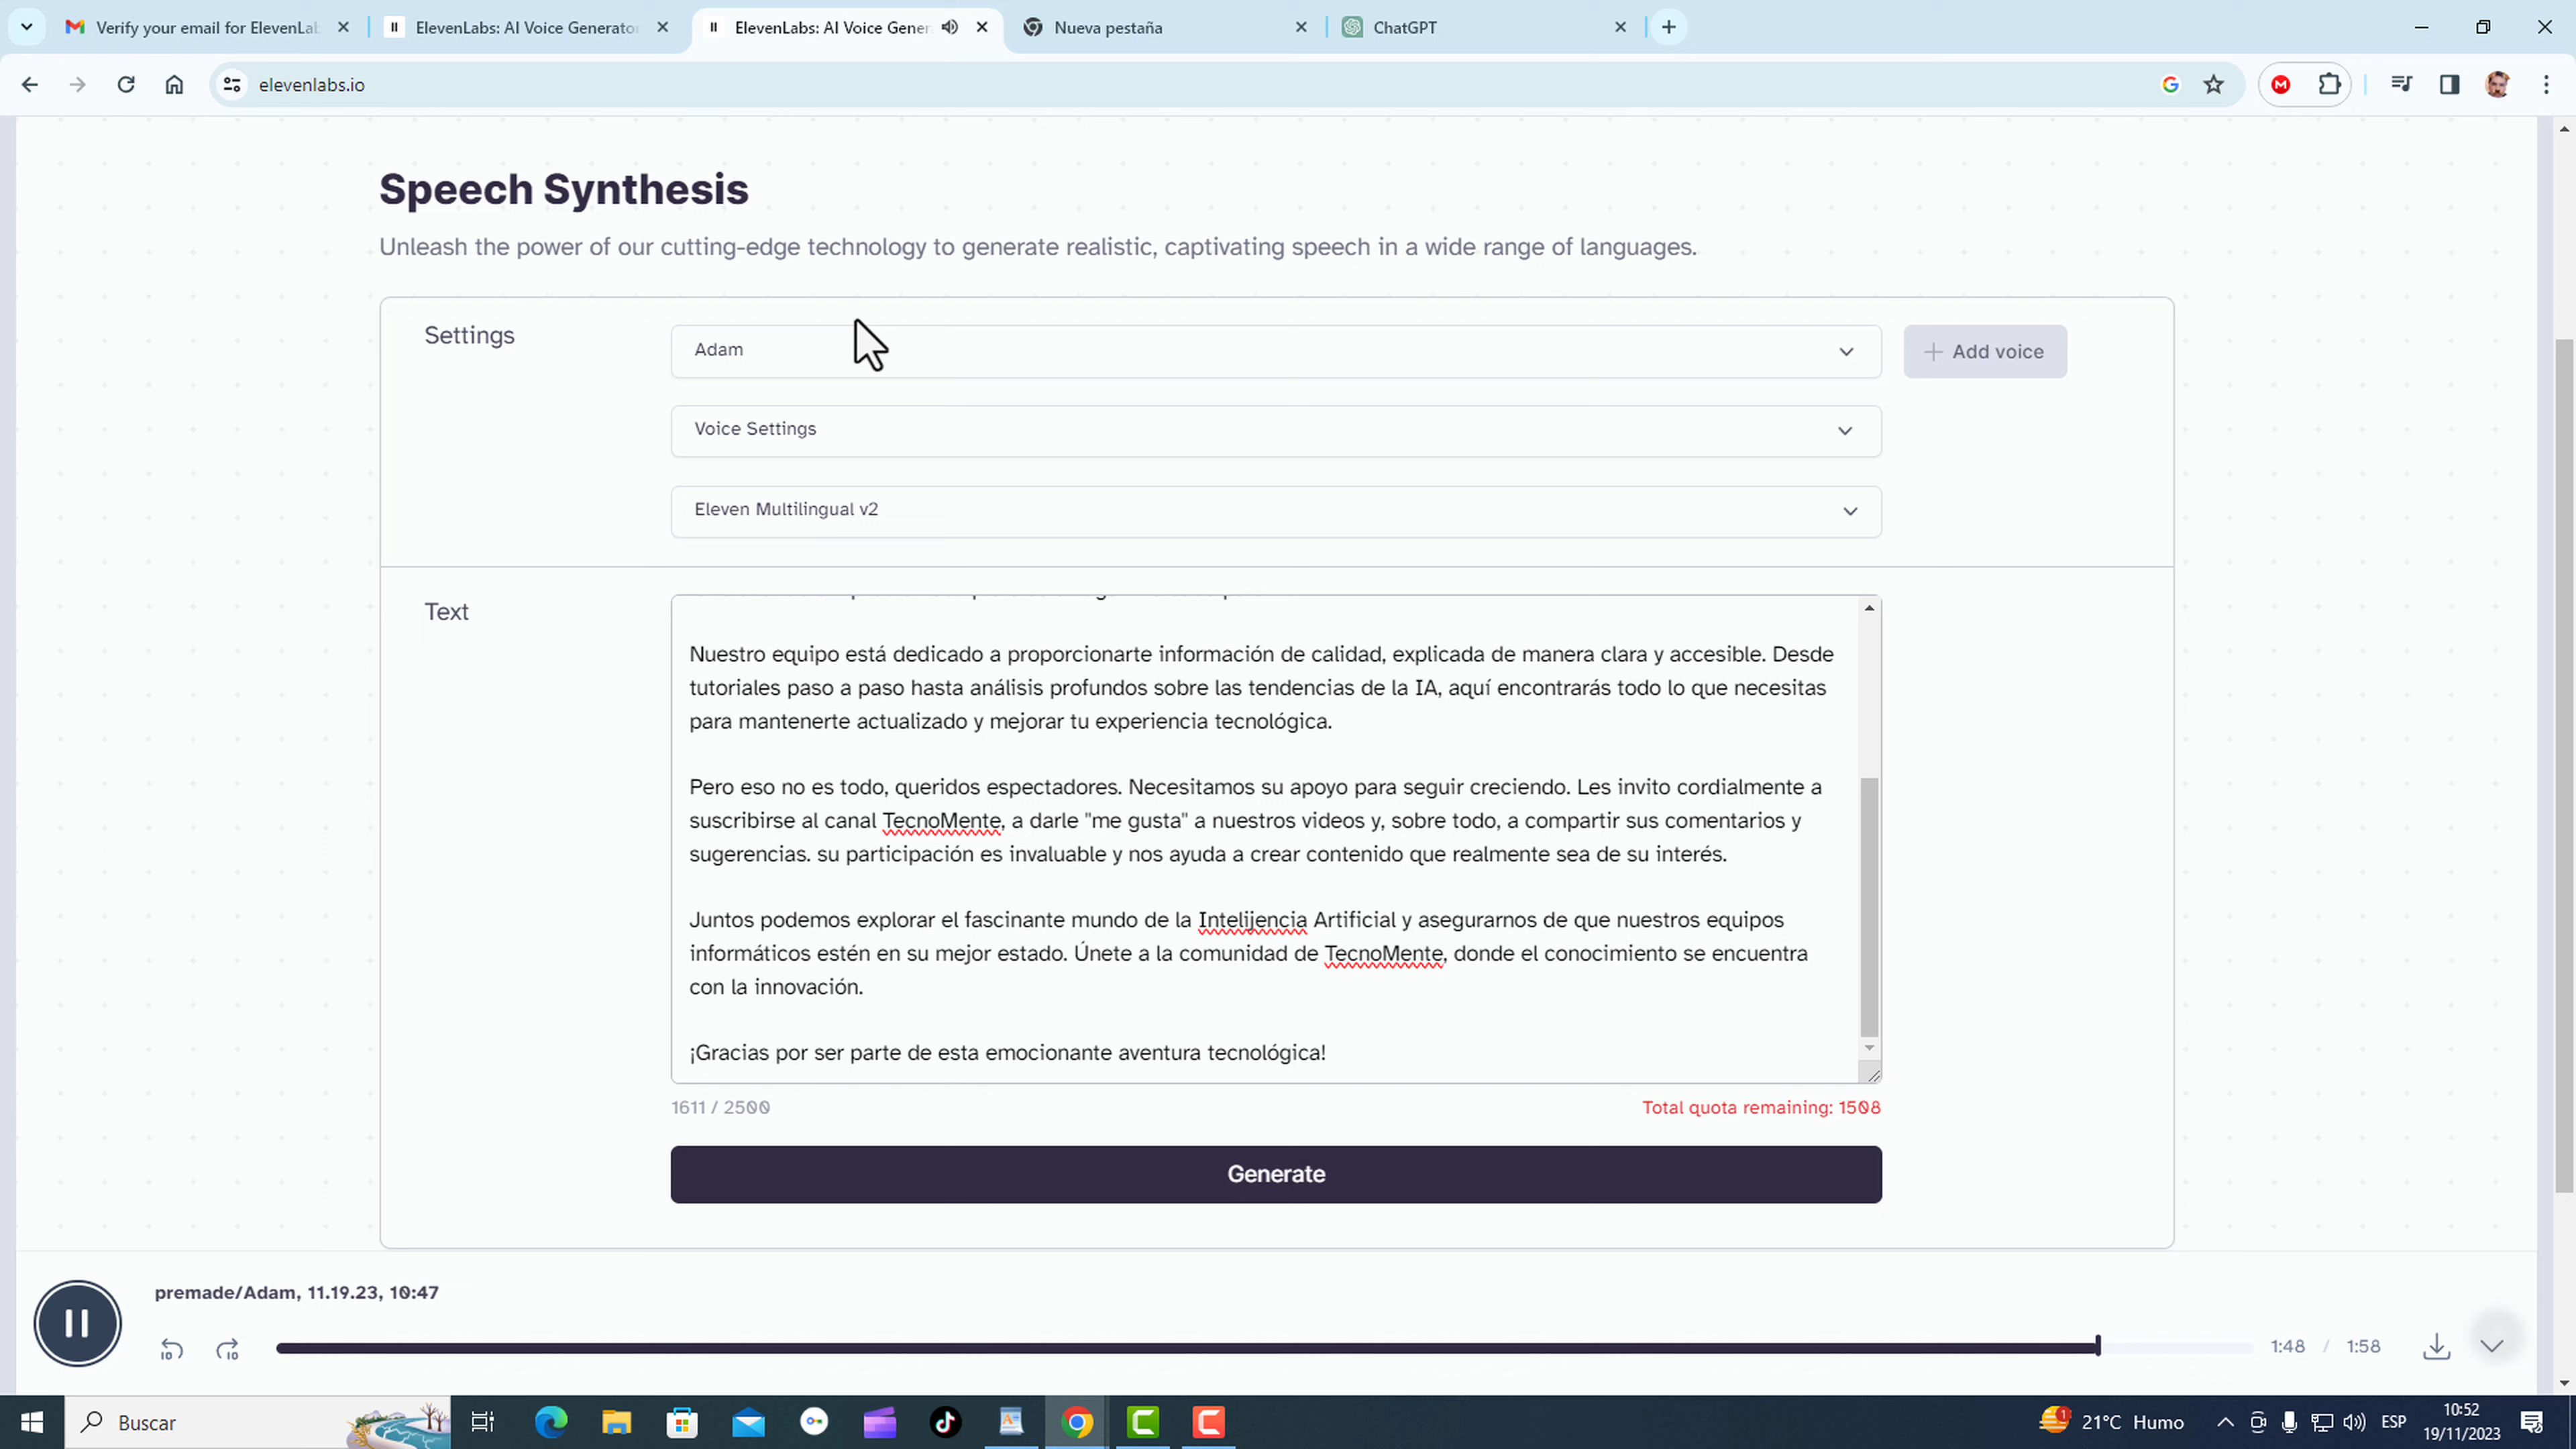 Verify your email for ElevenLab
ElevenLabs: AI Voice Generator
ElevenLabs: AI Voice Gener
Nueva pestaña
ChatGPT
elevenlabs.io
Speech Synthesis
Unleash the power of our cutting-edge technology to generate realistic, captivating speech in a wide range of languages.
Settings
Adam
Add voice
Voice Settings
Eleven Multilingual v2
Text
Nuestro equipo está dedicado a proporcionarte información de calidad, explicada de manera clara y accesible. Desde
tutoriales paso a paso hasta análisis profundos sobre las tendencias de la IA, aquí encontrarás todo lo que necesitas
para mantenerte actualizado y mejorar tu experiencia tecnológica.
Pero eso no es todo, queridos espectadores. Necesitamos su apoyo para seguir creciendo. Les invito cordialmente a
suscribirse al canal TecnoMente, a darle "me gusta" a nuestros videos y, sobre todo, a compartir sus comentarios y
sugerencias. su participación es invaluable y nos ayuda a crear contenido que realmente sea de su interés.
Juntos podemos explorar el fascinante mundo de la Intelijencia Artificial y asegurarnos de que nuestros equipos
informáticos estén en su mejor estado. Únete a la comunidad de TecnoMente, donde el conocimiento se encuentra
con la innovación.
¡Gracias por ser parte de esta emocionante aventura tecnológica!
1611 / 2500
Total quota remaining: 1508
Generate
premade/Adam, 11.19.23, 10:47
10
10
1:48 / 1:58
Buscar
1
21°C Humo
ESP
10:52
19/11/2023